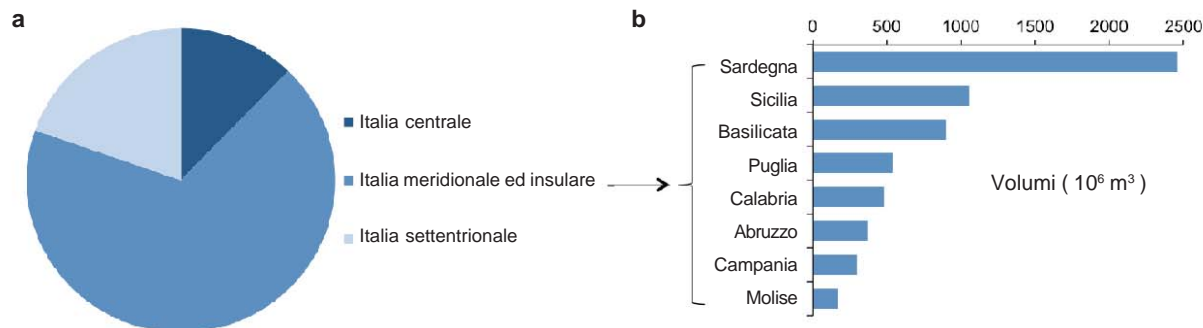 a
Italia centrale
Italia meridionale ed insulare
Italia settentrionale
b
0 500 1000 1500 2000 2500
Sardegna
Sicilia
Basilicata
Puglia
Calabria
Abruzzo
Campania
Molise
Volumi ( 10⁶ m³ )